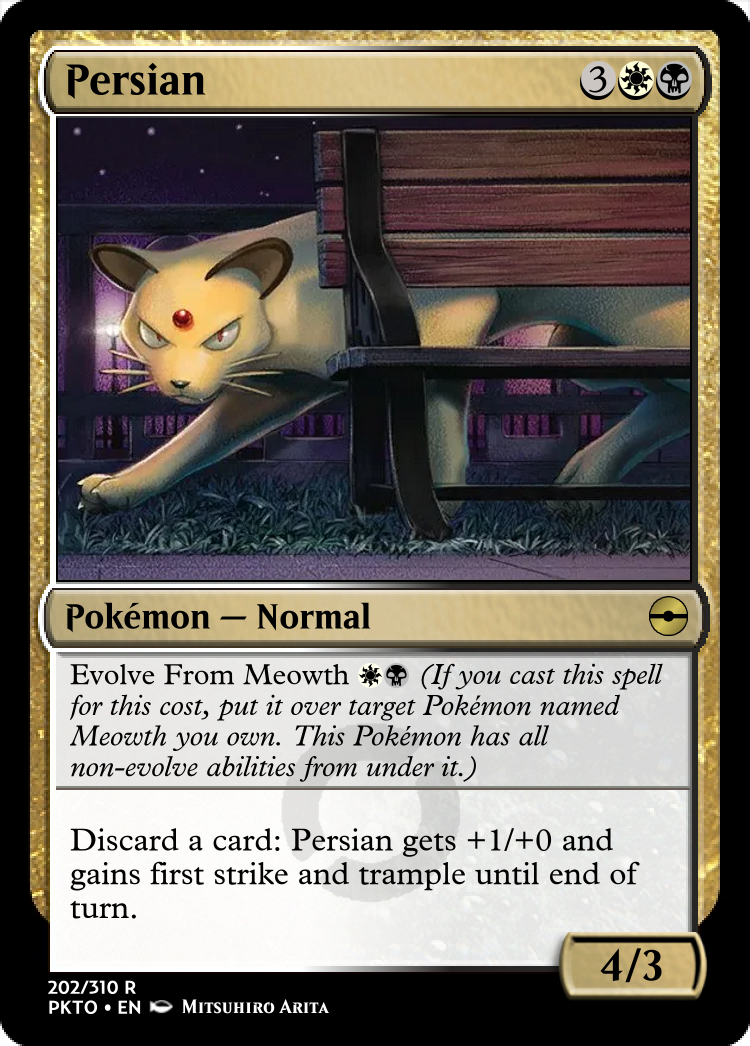 Persian 3
Pokémon — Normal
Evolve From Meowth (If you cast this spell
for this cost, put it over target Pokémon named
Meowth you own. This Pokémon has all
non-evolve abilities from under it.)
Discard a card: Persian gets +1/+0 and
gains first strike and trample until end of
turn.
4/3
202/310 R
PKTO • EN Mitsuhiro Arita